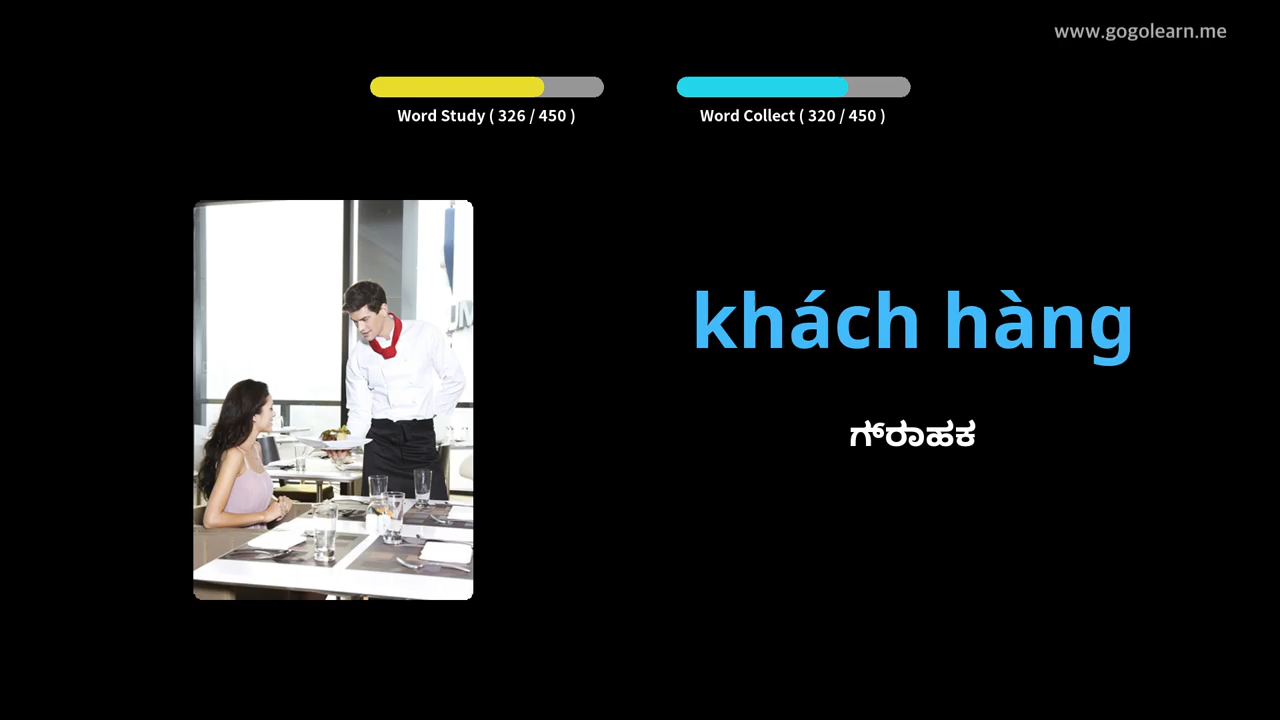 www.gogolearn.me
Word Study ( 326 / 450 )
Word Collect ( 320 / 450 )
khách hàng
ಗ್ರಾಹಕ